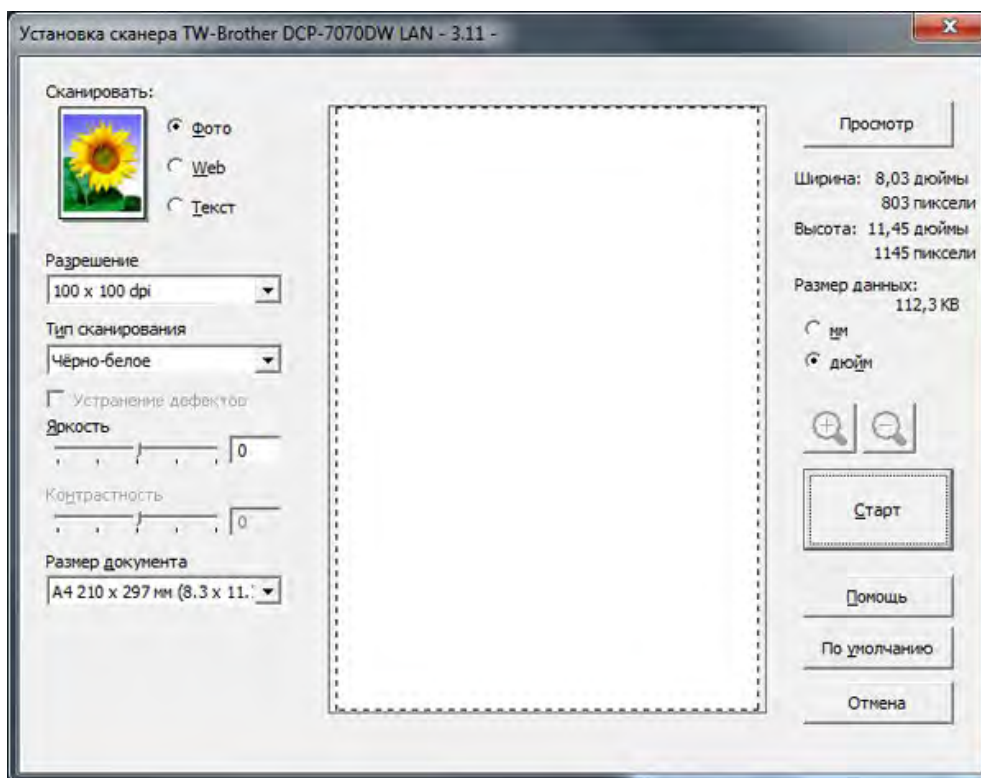 Установка сканера TW-Brother DCP-7070DW LAN - 3.11 -
Сканировать:
Фото
Web
Текст
Разрешение
100 x 100 dpi
Тип сканирования
Чёрно-белое
Устранение дефектов
Яркость
0
Контрастность
0
Размер документа
A4 210 x 297 мм (8.3 x 11.
Просмотр
Ширина: 8,03 дюймы
803 пиксели
Высота: 11,45 дюймы
1145 пиксели
Размер данных:
112,3 KB
мм
дюйм
Старт
Помощь
По умолчанию
Отмена